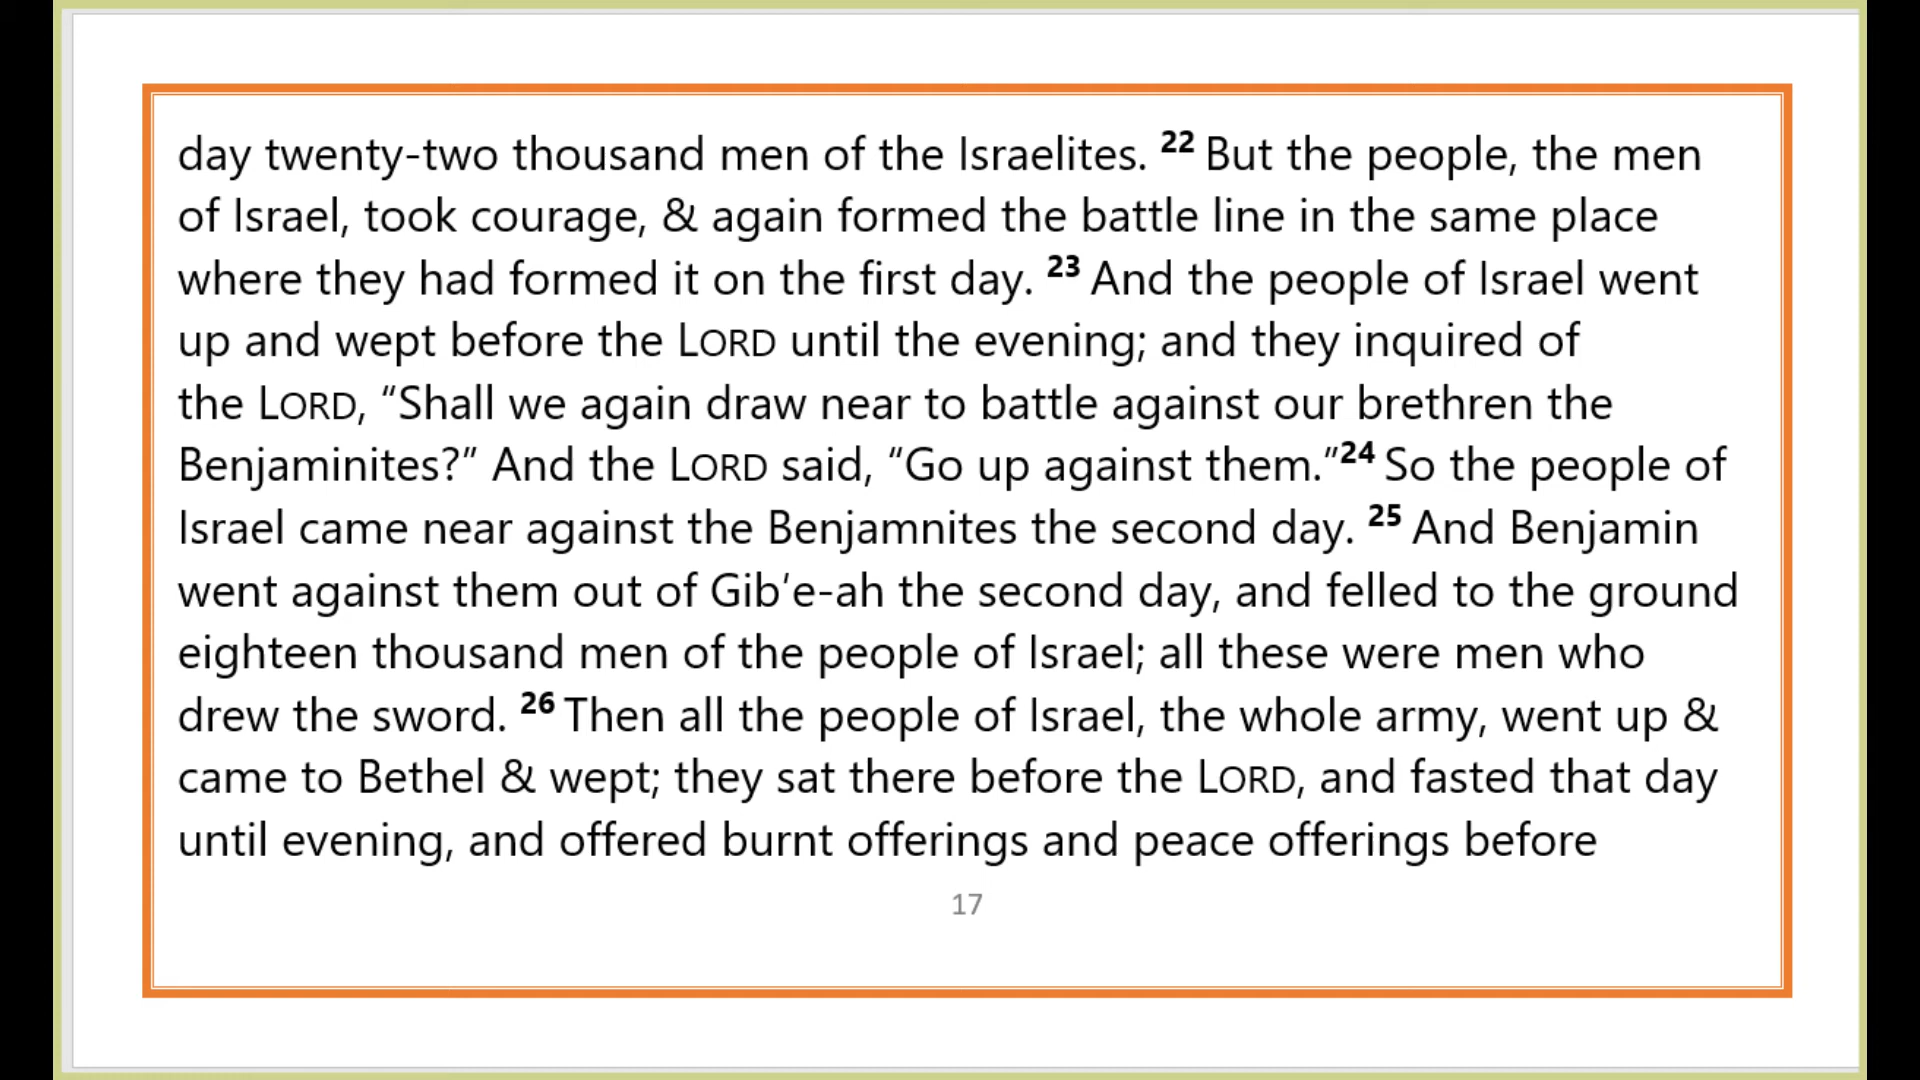 day twenty-two thousand men of the Israelites. 22 But the people, the men
of Israel, took courage, & again formed the battle line in the same place
where they had formed it on the first day. 23 And the people of Israel went
up and wept before the LORD until the evening; and they inquired of
the LORD, “Shall we again draw near to battle against our brethren the
Benjaminites?” And the LORD said, “Go up against them.”24 So the people of
Israel came near against the Benjamnites the second day. 25 And Benjamin
went against them out of Gib′e-ah the second day, and felled to the ground
eighteen thousand men of the people of Israel; all these were men who
drew the sword. 26 Then all the people of Israel, the whole army, went up &
came to Bethel & wept; they sat there before the LORD, and fasted that day
until evening, and offered burnt offerings and peace offerings before
17